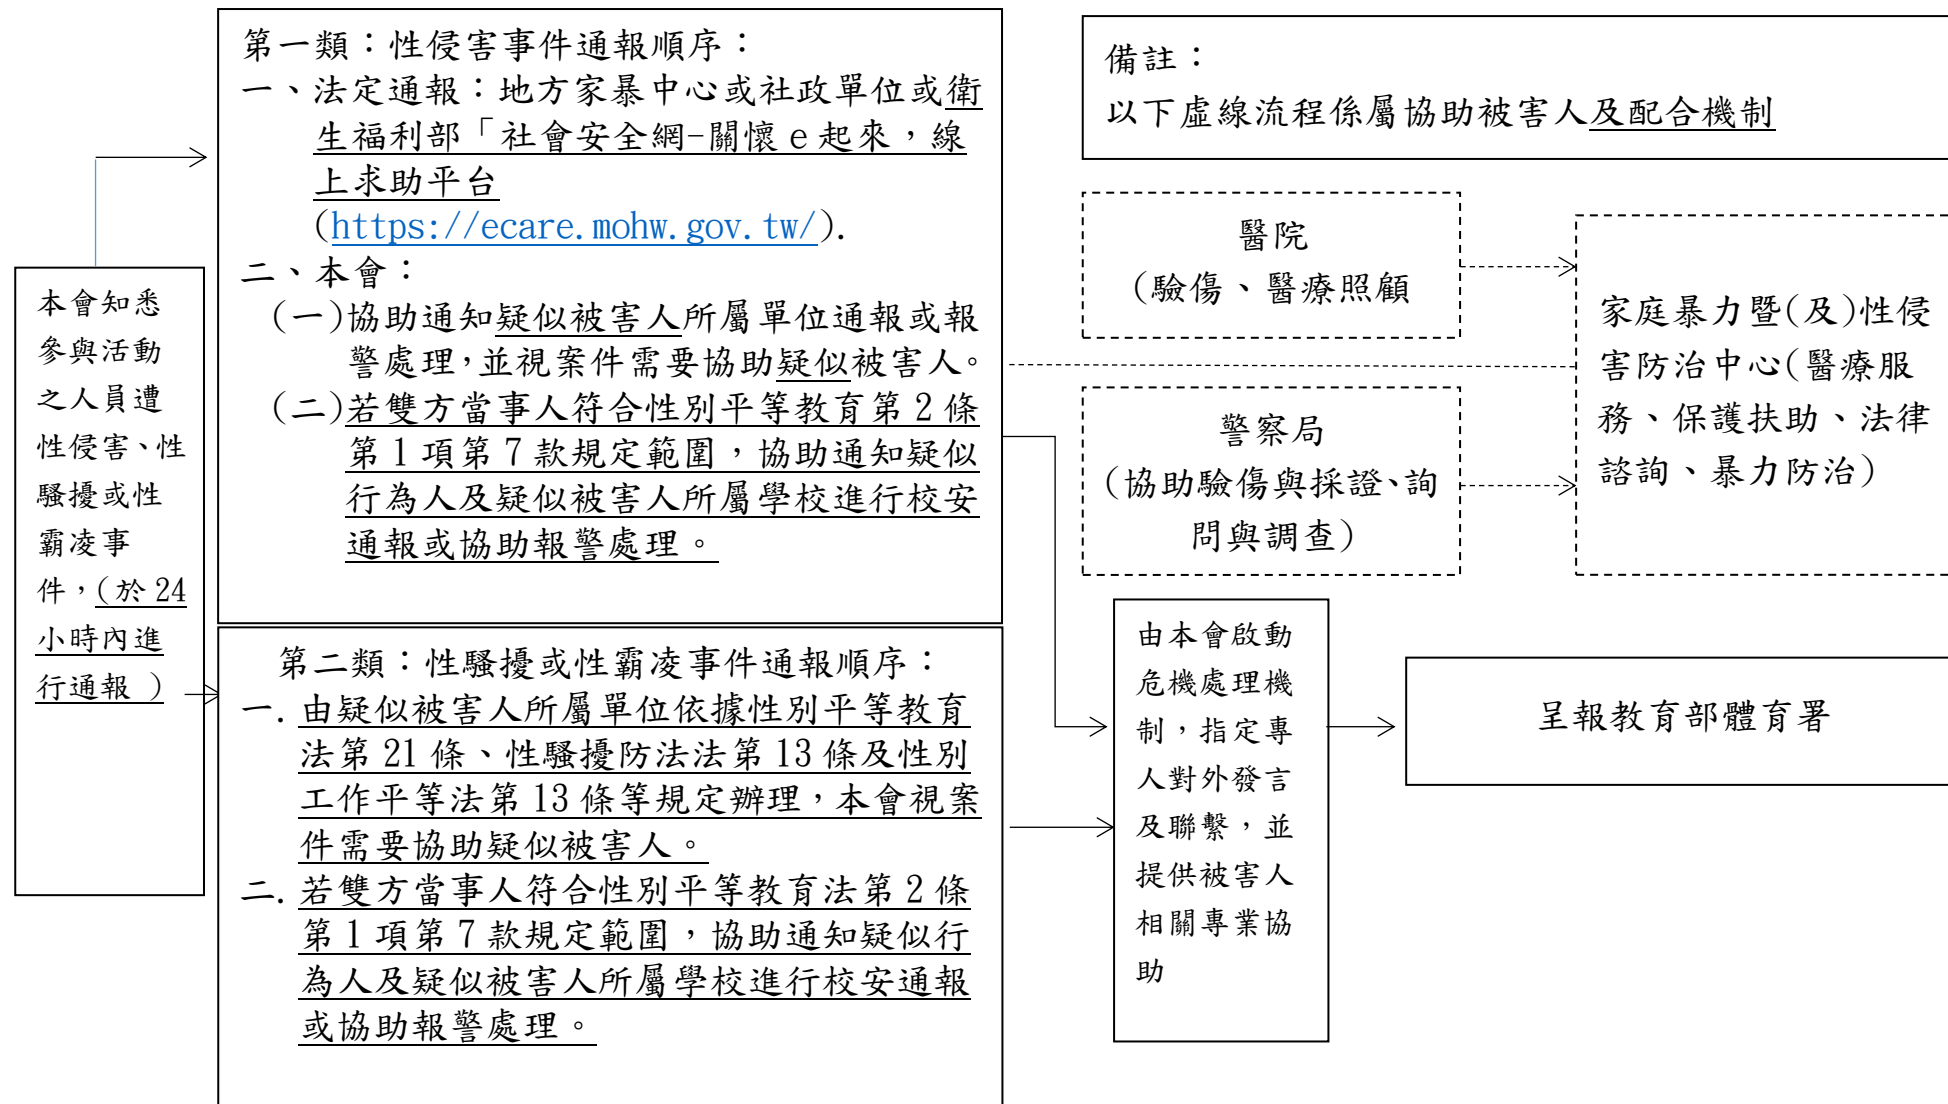 本會知悉
參與活動
之人員遭
性侵害、性
騷擾或性
霸凌事
件，(於 24
小時內進
行通報 )
第一類：性侵害事件通報順序：
一、法定通報：地方家暴中心或社政單位或衛
生福利部「社會安全網-關懷 e 起來，線
上求助平台
(https://ecare.mohw.gov.tw/).
二、本會：
(一)協助通知疑似被害人所屬單位通報或報
警處理，並視案件需要協助疑似被害人。
(二)若雙方當事人符合性別平等教育第 2 條
第 1 項第 7 款規定範圍，協助通知疑似
行為人及疑似被害人所屬學校進行校安
通報或協助報警處理。
第二類：性騷擾或性霸凌事件通報順序：
一. 由疑似被害人所屬單位依據性別平等教育
法第 21 條、性騷擾防法法第 13 條及性別
工作平等法第 13 條等規定辦理，本會視案
件需要協助疑似被害人。
二. 若雙方當事人符合性別平等教育法第 2 條
第 1 項第 7 款規定範圍，協助通知疑似行
為人及疑似被害人所屬學校進行校安通報
或協助報警處理。
備註：
以下虛線流程係屬協助被害人及配合機制
醫院
(驗傷、醫療照顧
警察局
(協助驗傷與採證、詢
問與調查)
家庭暴力暨(及)性侵
害防治中心(醫療服
務、保護扶助、法律
諮詢、暴力防治)
由本會啟動
危機處理機
制，指定專
人對外發言
及聯繫，並
提供被害人
相關專業協
助
呈報教育部體育署